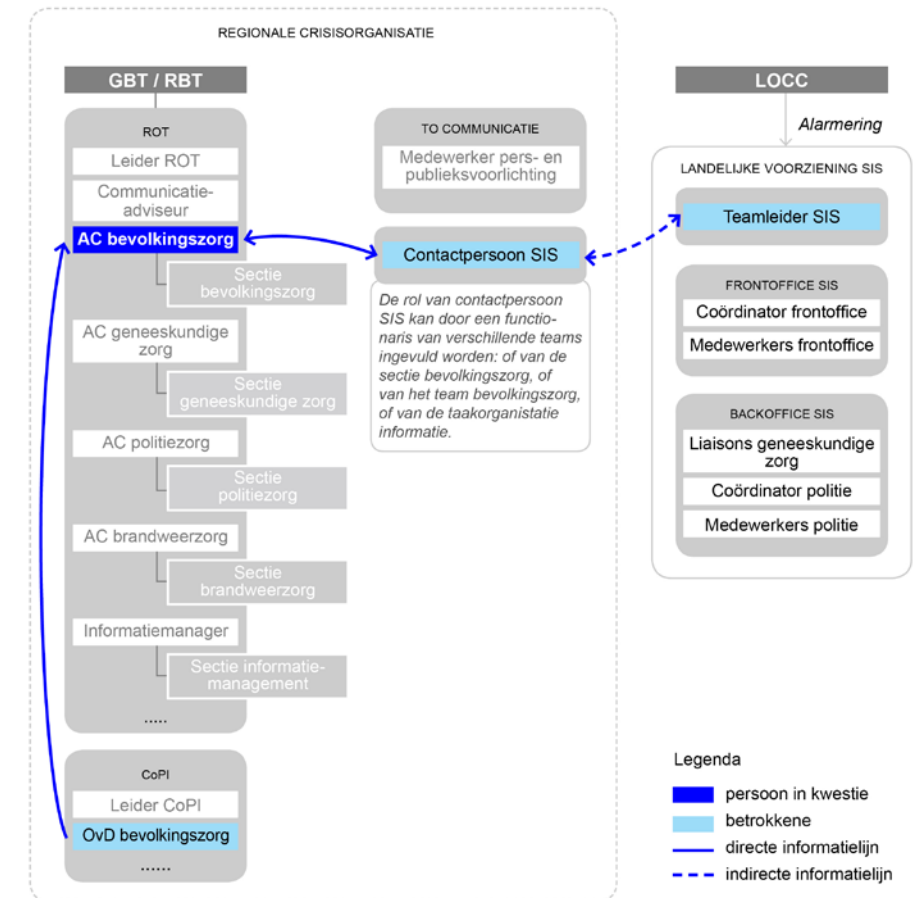 REGIONALE CRISISORGANISATIE
GBT / RBT
ROT
Leider ROT
Communicatie-
adviseur
AC bevolkingszorg
Sectie
bevolkingszorg
AC geneeskundige
zorg
Sectie
geneeskundige zorg
AC politiezorg
Sectie
politiezorg
AC brandweerzorg
Sectie
brandweerzorg
Informatiemanager
Sectie informatie-
management
.....
CoPI
Leider CoPI
OvD bevolkingszorg
......
TO COMMUNICATIE
Medewerker pers- en
publieksvoorlichting
Contactpersoon SIS
De rol van contactpersoon
SIS kan door een functio-
naris van verschillende teams
ingevuld worden: of van de
sectie bevolkingszorg, of
van het team bevolkingszorg,
of van de taakorganistatie
informatie.
LOCC
Alarmering
LANDELIJKE VOORZIENING SIS
Teamleider SIS
FRONTOFFICE SIS
Coördinator frontoffice
Medewerkers frontoffice
BACKOFFICE SIS
Liaisons geneeskundige
zorg
Coördinator politie
Medewerkers politie
Legenda
persoon in kwestie
betrokkene
directe informatielijn
indirecte informatielijn